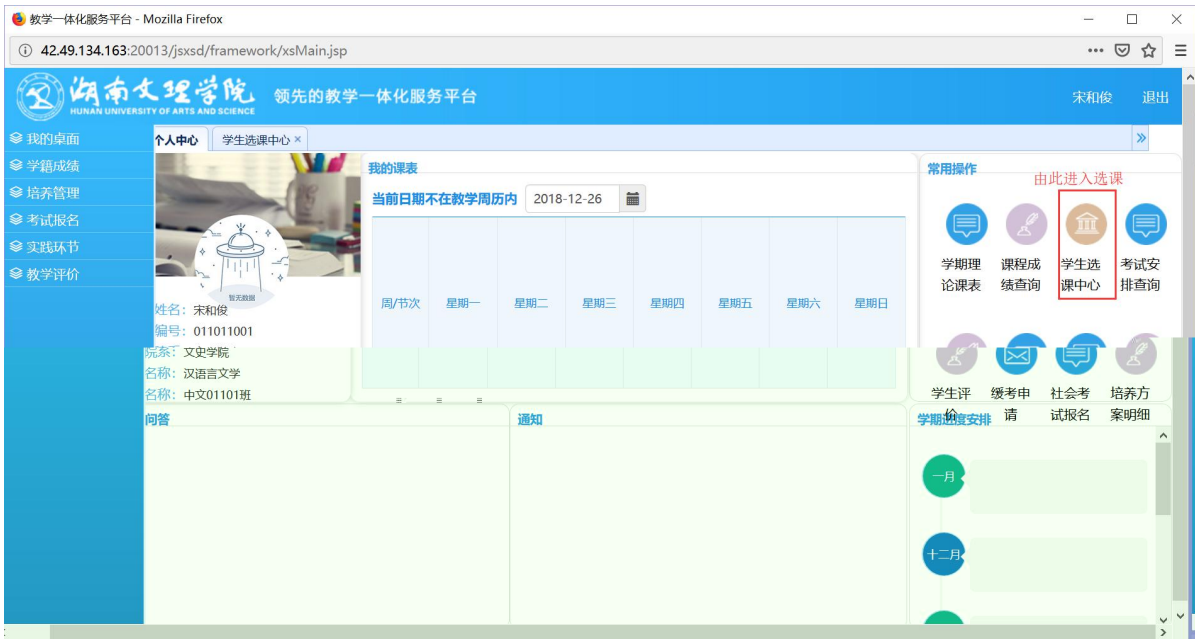 教学一体化服务平台 - Mozilla Firefox
42.49.134.163:20013/jsxsd/framework/xsMain.jsp
湖南文理学院
HUNAN UNIVERSITY OF ARTS AND SCIENCE
领先的教学一体化服务平台
宋和俊 退出
我的桌面
学籍成绩
培养管理
考试报名
实践环节
教学评价
个人中心 学生选课中心 ×
暂无数据
姓名：宋和俊
编号：011011001
院系：文史学院
名称：汉语言文学
名称：中文01101班
我的课表
当前日期不在教学周历内 2018-12-26
周/节次 星期一 星期二 星期三 星期四 星期五 星期六 星期日
常用操作
由此进入选课
学期理论课表
课程成绩查询
学生选课中心
考试安排查询
学生评价
缓考申请
社会考试报名
培养方案明细
问答
通知
学期进度安排
一月
十二月